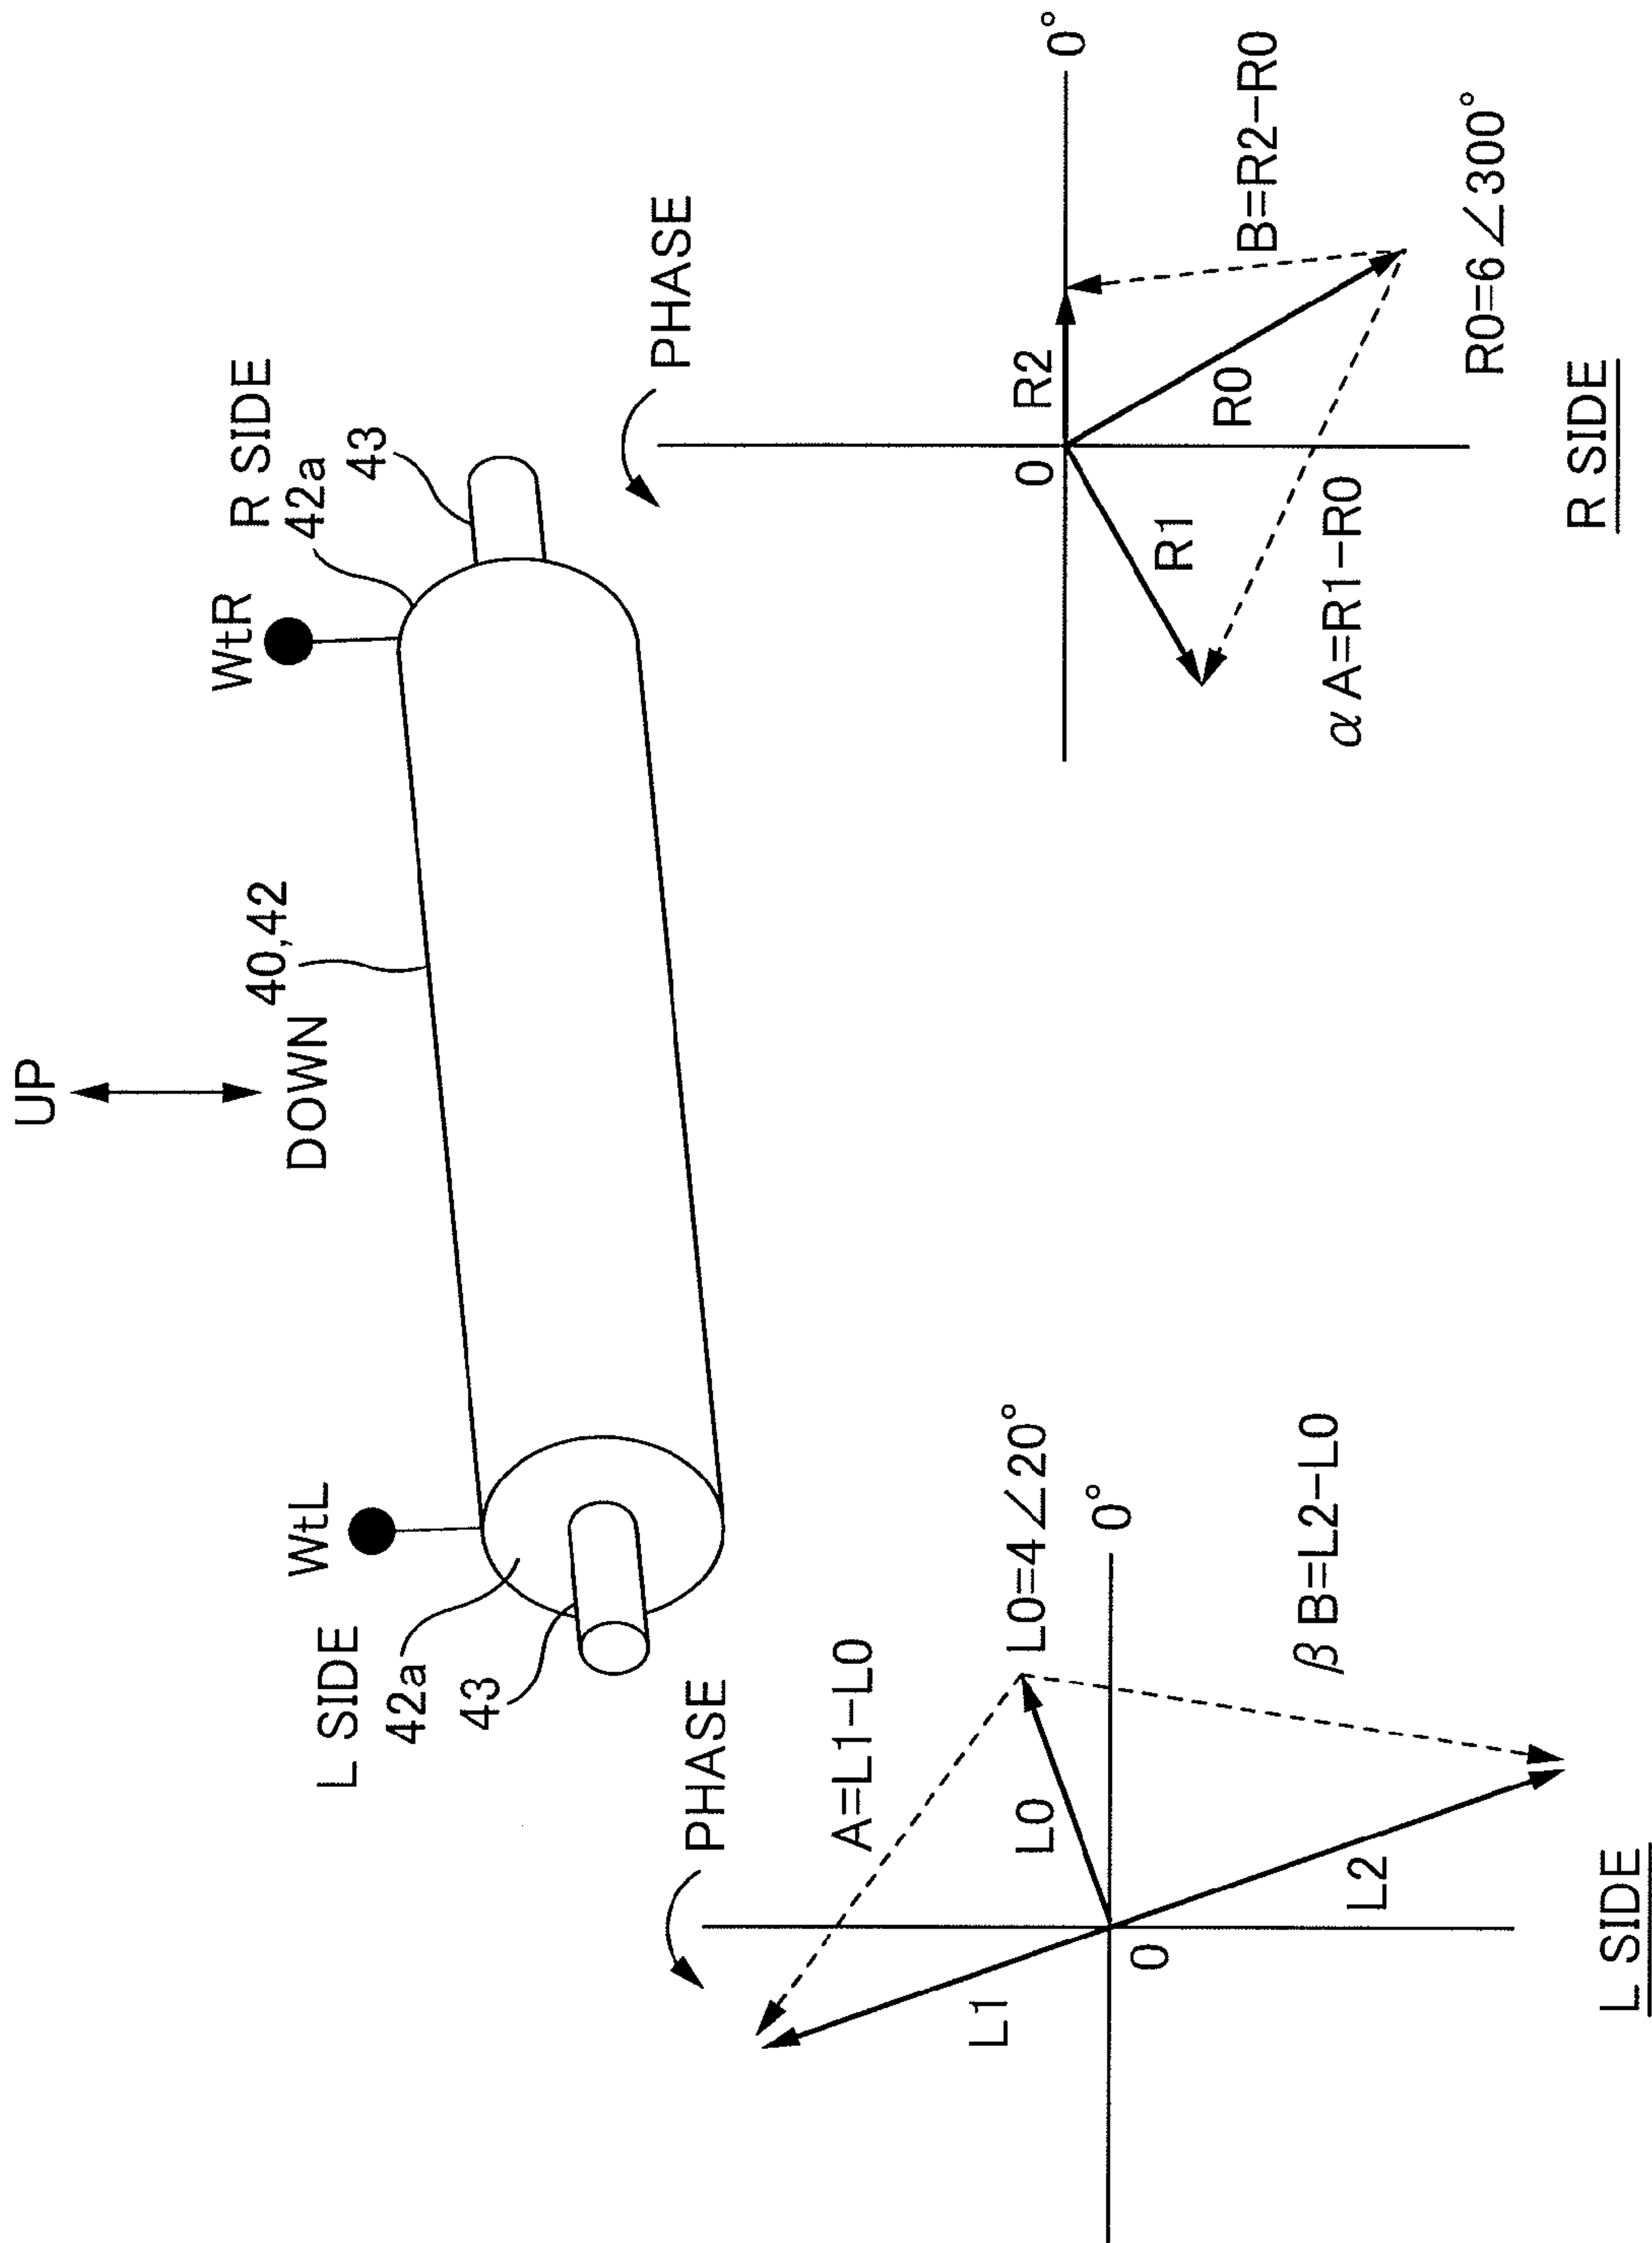 UP
DOWN
L SIDE
WtL
42a
43
40,42
WtR
R SIDE
42a
43
PHASE
A=L1-L0
L0=4∠20°
L0
L1
0
0°
L2
βB=L2-L0
L SIDE
PHASE
R2
0
0°
R1
R0
B=R2-R0
αA=R1-R0
R0=6∠300°
R SIDE